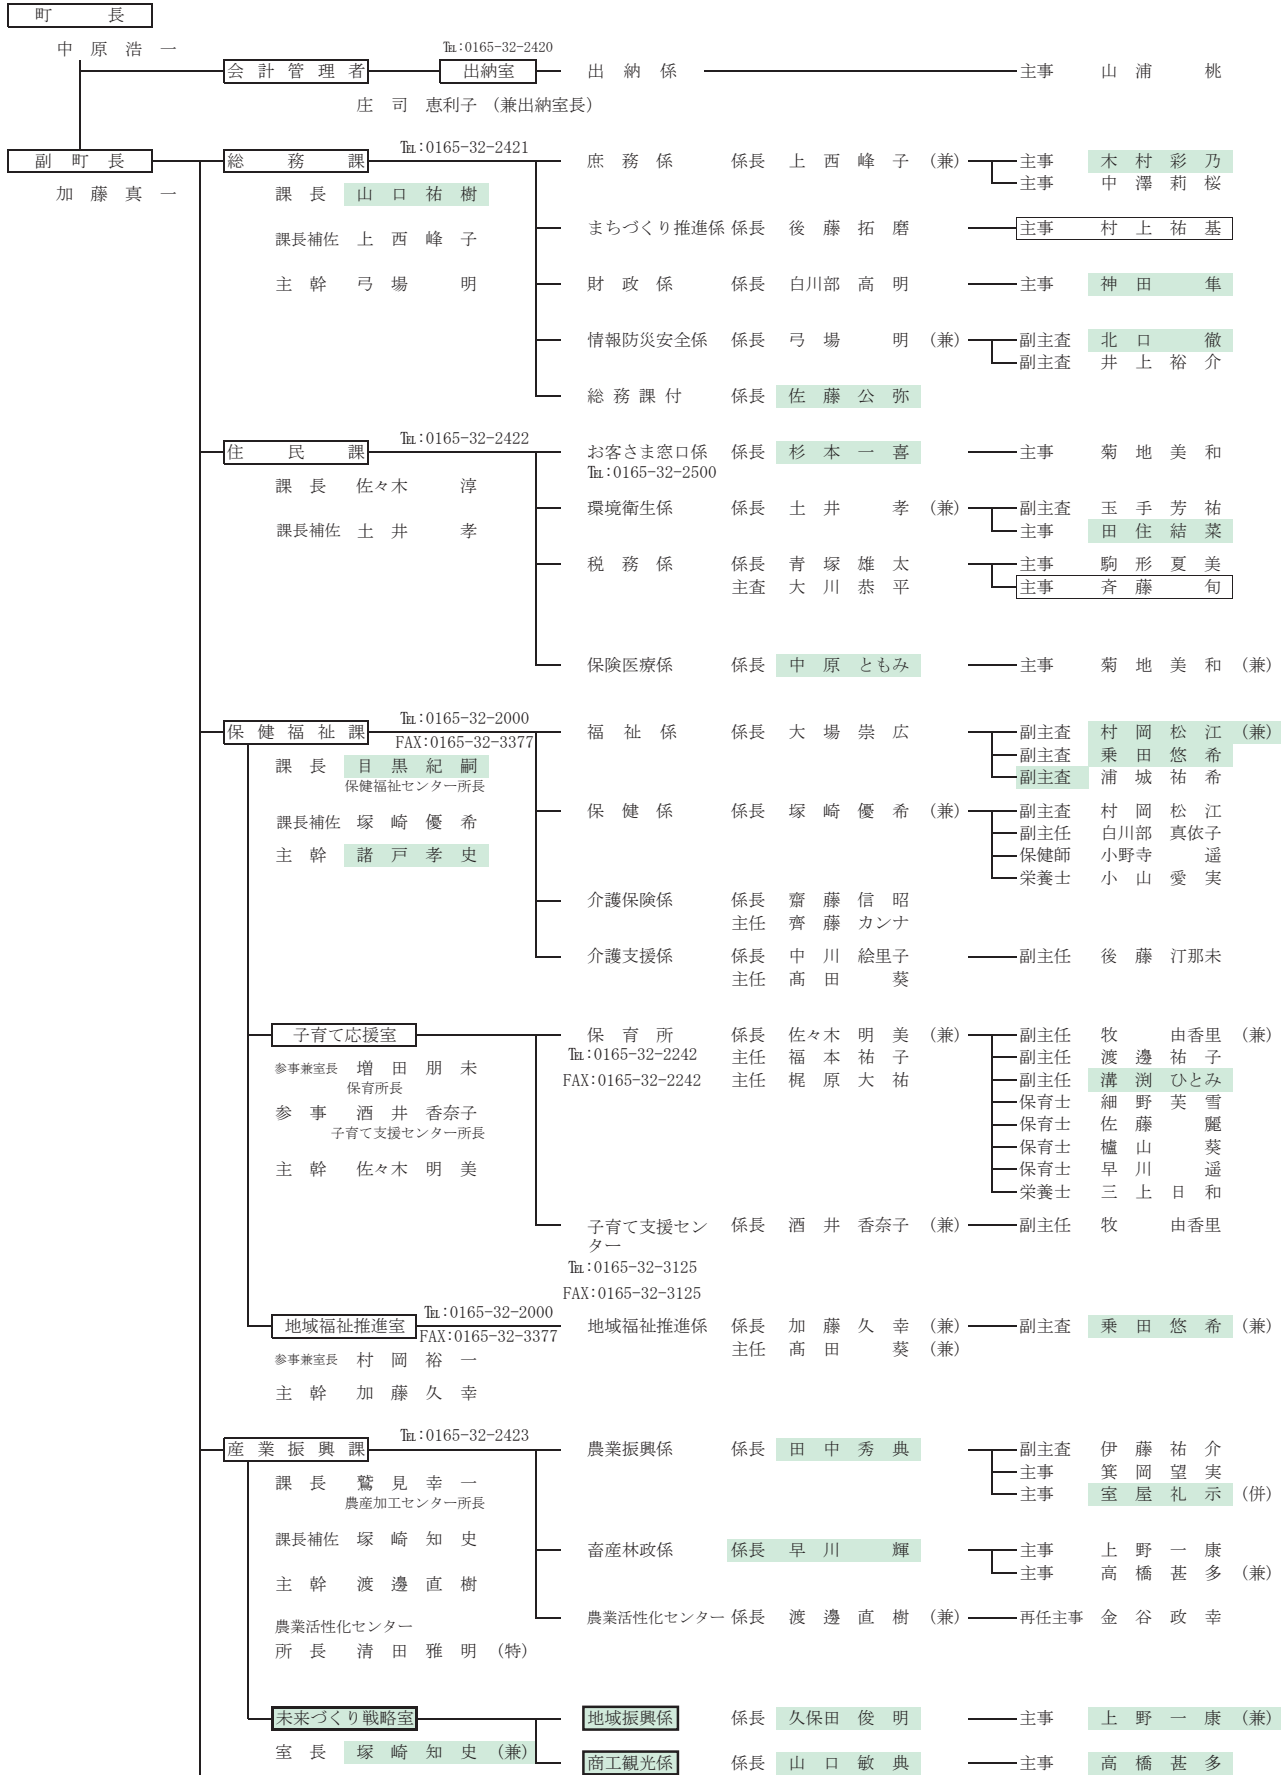 町長
中原浩一
℡:0165-32-2420
会計管理者 出納室 出納係 主事 山浦 桃
庄司 恵利子 （兼出納室長）
℡:0165-32-2421
副町長 総務課 庶務係 係長 上西峰子 （兼） 主事 木村彩乃
加藤真一 課長 山口祐樹 主事 中澤莉桜
まちづくり推進係 係長 後藤拓磨 主事 村上祐基
課長補佐 上西峰子
主幹 弓場 明 財政係 係長 白川部高明 主事 神田 隼
情報防災安全係 係長 弓場 明 （兼） 副主査 北口 徹
副主査 井上裕介
総務課付 係長 佐藤公弥
℡:0165-32-2422
住民課 お客さま窓口係 係長 杉本一喜 主事 菊地美和
℡:0165-32-2500
課長 佐々木 淳
環境衛生係 係長 土井 孝 （兼） 副主査 玉手芳祐
課長補佐 土井 孝 主事 田住結菜
税務係 係長 青塚雄太 主事 駒形夏美
主査 大川恭平 主事 斉藤 旬
保険医療係 係長 中原ともみ 主事 菊地美和 （兼）
℡:0165-32-2000
保健福祉課 福祉係 係長 大場崇広 副主査 村岡松江 （兼）
FAX:0165-32-3377
課長 目黒紀嗣 副主査 乗田悠希
保健福祉センター所長 副主査 浦城祐希
課長補佐 塚崎優希 保健係 係長 塚崎優希 （兼） 副主査 村岡松江
副主任 白川部 真依子
主幹 諸戸孝史 保健師 小野寺 遥
栄養士 小山愛実
介護保険係 係長 齋藤信昭
主任 齊藤カンナ
介護支援係 係長 中川絵里子 副主任 後藤汀那未
主任 髙田 葵
子育て応援室 保育所 係長 佐々木明美 （兼） 副主任 牧 由香里 （兼）
℡:0165-32-2242 主任 福本祐子 副主任 渡邊祐子
参事兼室長 増田朋未
FAX:0165-32-2242 主任 梶原大祐 副主任 溝渕ひとみ
保育所長
保育士 細野芙雪
参事 酒井香奈子 保育士 佐藤 麗
子育て支援センター所長 保育士 櫨山 葵
主幹 佐々木明美 保育士 早川 遥
栄養士 三上日和
子育て支援センター 係長 酒井香奈子 （兼） 副主任 牧 由香里
℡:0165-32-3125
FAX:0165-32-3125
℡:0165-32-2000
地域福祉推進室 地域福祉推進係 係長 加藤久幸 （兼） 副主査 乗田悠希 （兼）
FAX:0165-32-3377
主任 髙田 葵 （兼）
参事兼室長 村岡裕一
主幹 加藤久幸
℡:0165-32-2423
産業振興課 農業振興係 係長 田中秀典 副主査 伊藤祐介
主事 箕岡望実
課長 鷲見幸一 主事 室屋礼示 （併）
農産加工センター所長
課長補佐 塚崎知史 畜産林政係 係長 早川 輝 主事 上野一康
主事 高橋甚多 （兼）
主幹 渡邊直樹
農業活性化センター 係長 渡邊直樹 （兼） 再任主事 金谷政幸
農業活性化センター
所長 清田雅明 （特）
未来づくり戦略室 地域振興係 係長 久保田俊明 主事 上野一康 （兼）
室長 塚崎知史 （兼）
商工観光係 係長 山口敏典 主事 高橋甚多